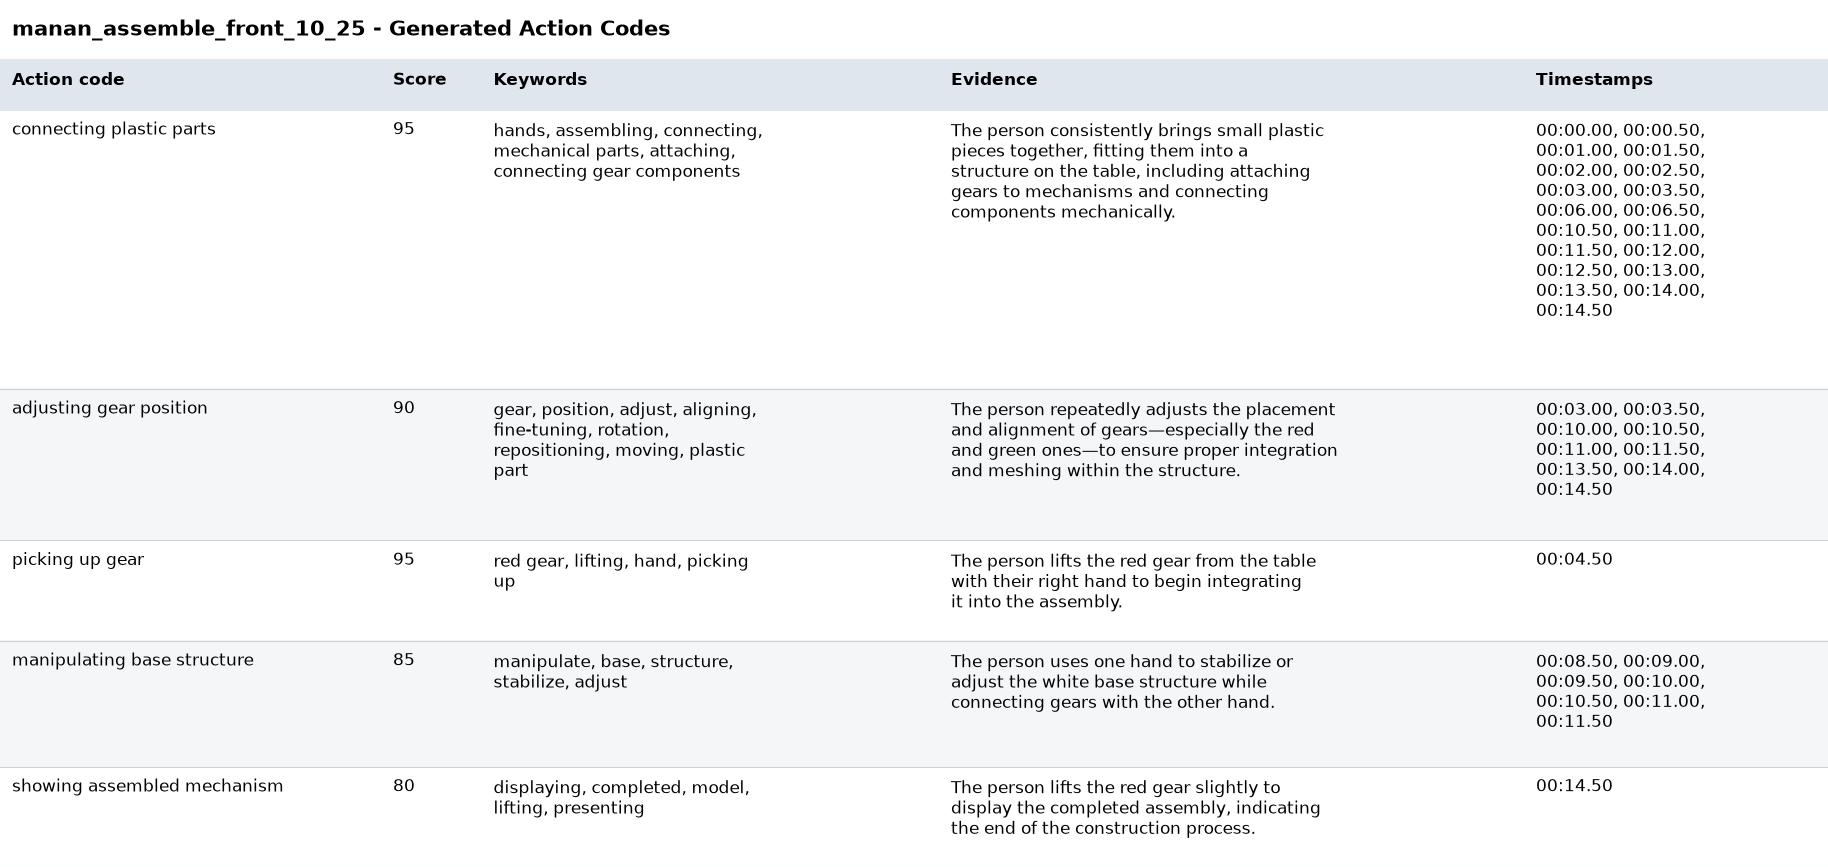 manan_assemble_front_10_25 - Generated Action Codes
Action code Score Keywords Evidence Timestamps
connecting plastic parts
95
hands, assembling, connecting,
mechanical parts, attaching,
connecting gear components
The person consistently brings small plastic
pieces together, fitting them into a
structure on the table, including attaching
gears to mechanisms and connecting
components mechanically.
00:00.00, 00:00.50,
00:01.00, 00:01.50,
00:02.00, 00:02.50,
00:03.00, 00:03.50,
00:06.00, 00:06.50,
00:10.50, 00:11.00,
00:11.50, 00:12.00,
00:12.50, 00:13.00,
00:13.50, 00:14.00,
00:14.50
adjusting gear position
90
gear, position, adjust, aligning,
fine-tuning, rotation,
repositioning, moving, plastic
part
The person repeatedly adjusts the placement
and alignment of gears—especially the red
and green ones—to ensure proper integration
and meshing within the structure.
00:03.00, 00:03.50,
00:10.00, 00:10.50,
00:11.00, 00:11.50,
00:13.50, 00:14.00,
00:14.50
picking up gear
95
red gear, lifting, hand, picking
up
The person lifts the red gear from the table
with their right hand to begin integrating
it into the assembly.
00:04.50
manipulating base structure
85
manipulate, base, structure,
stabilize, adjust
The person uses one hand to stabilize or
adjust the white base structure while
connecting gears with the other hand.
00:08.50, 00:09.00,
00:09.50, 00:10.00,
00:10.50, 00:11.00,
00:11.50
showing assembled mechanism
80
displaying, completed, model,
lifting, presenting
The person lifts the red gear slightly to
display the completed assembly, indicating
the end of the construction process.
00:14.50